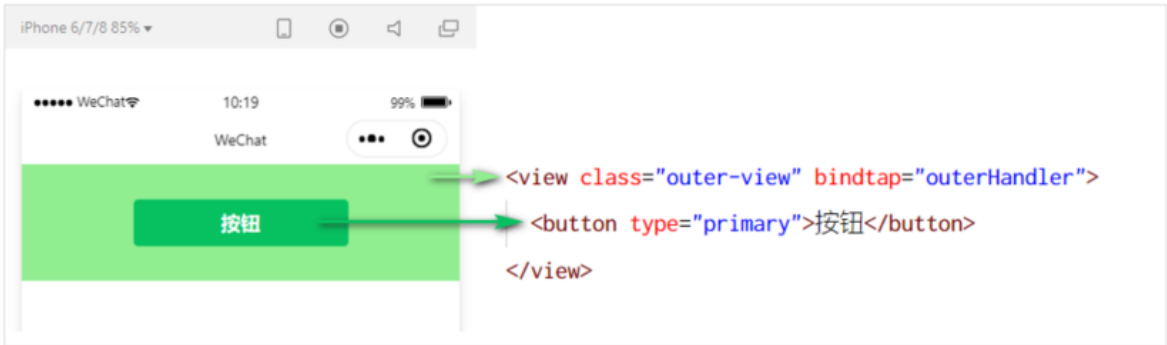 iPhone 6/7/8 85%
WeChat
10:19
99%
WeChat
按钮
<view class="outer-view" bindtap="outerHandler">
<button type="primary">按钮</button>
</view>